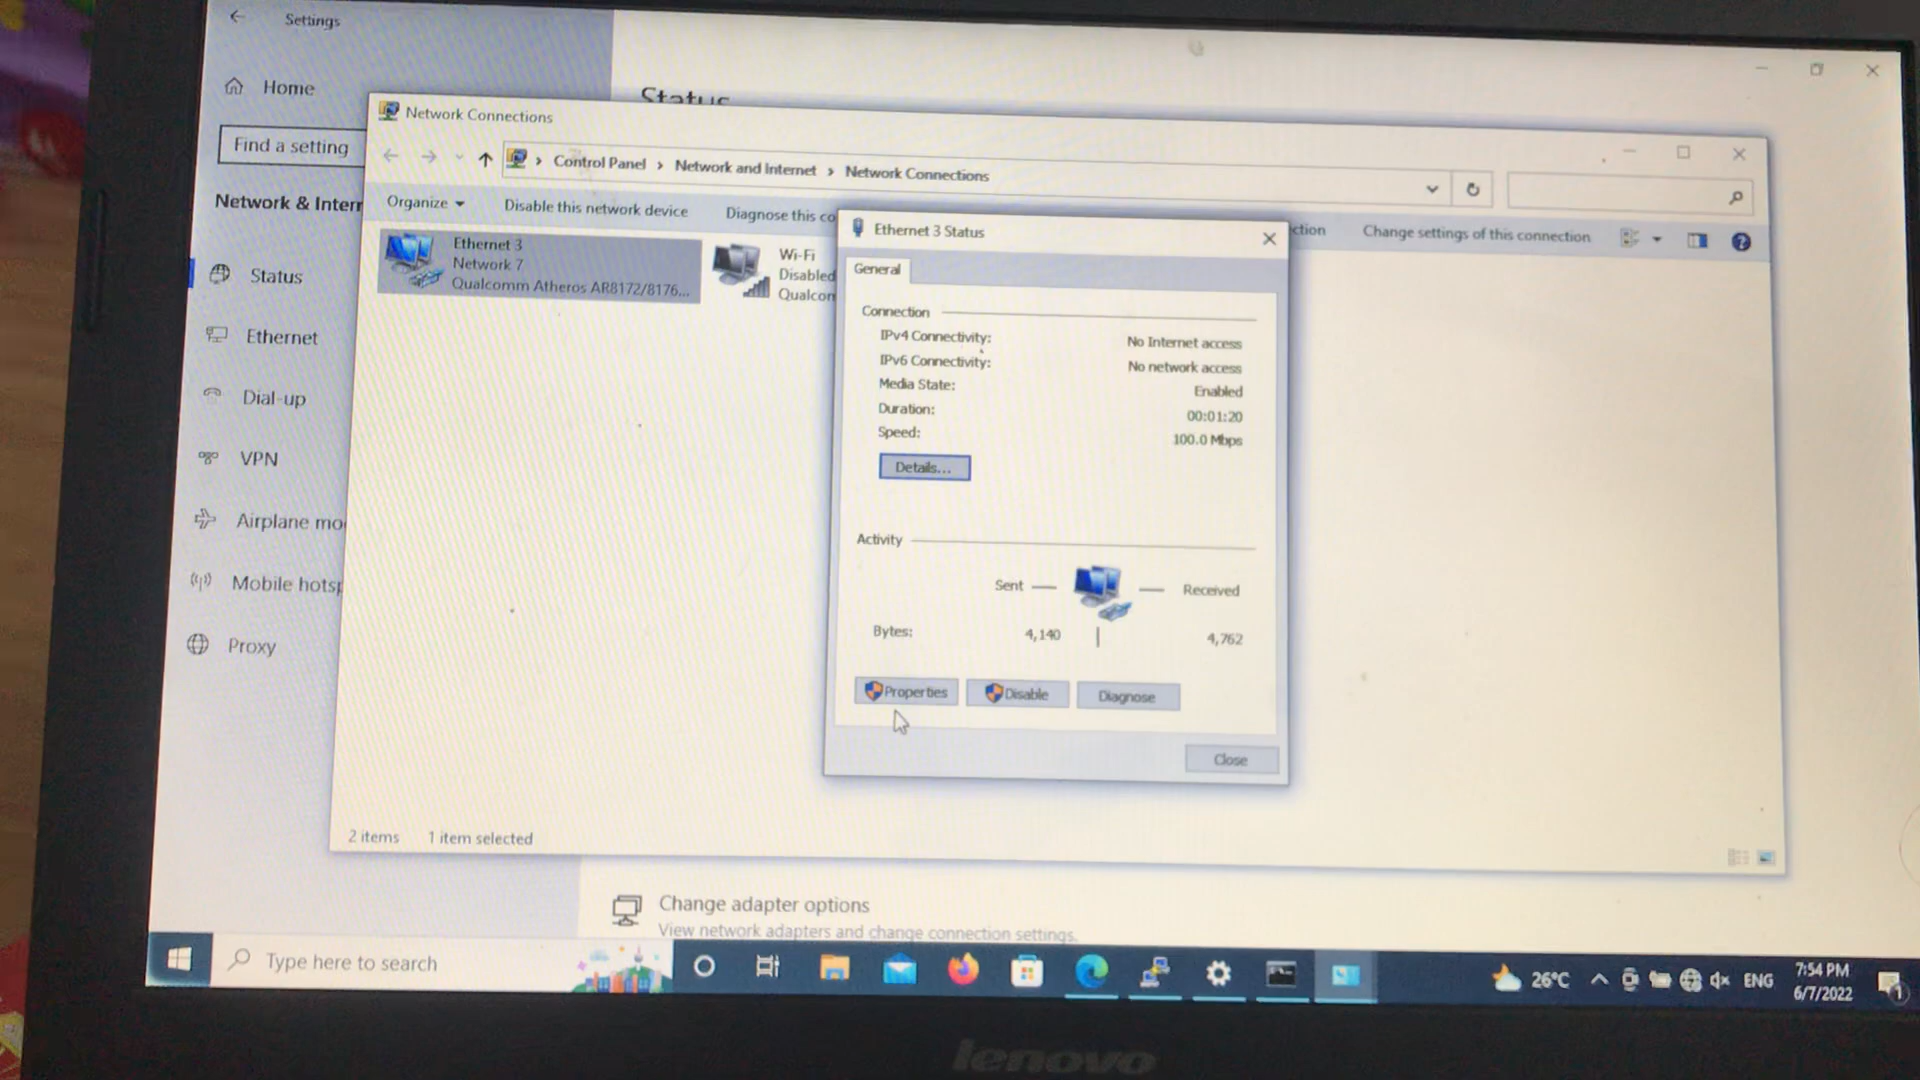 Settings
Home
Find a setting
Network & Inter
Status
Ethernet
Dial-up
VPN
Airplane mo
Mobile hotsp
Proxy
Status
Network Connections
Control Panel > Network and Internet > Network Connections
Organize
Disable this network device
Diagnose this co
ction
Change settings of this connection
Ethernet 3
Network 7
Qualcomm Atheros AR8172/8176...
Wi-Fi
Disabled
Qualcon
Ethernet 3 Status
General
Connection
IPv4 Connectivity: No Internet access
IPv6 Connectivity: No network access
Media State: Enabled
Duration: 00:01:20
Speed: 100.0 Mbps
Details...
Activity
Sent Received
Bytes: 4,140 4,762
Properties Disable Diagnose
Close
2 items 1 item selected
Change adapter options
View network adapters and change connection settings.
Type here to search
26°C
ENG
7:54 PM
6/7/2022
1
lenovo